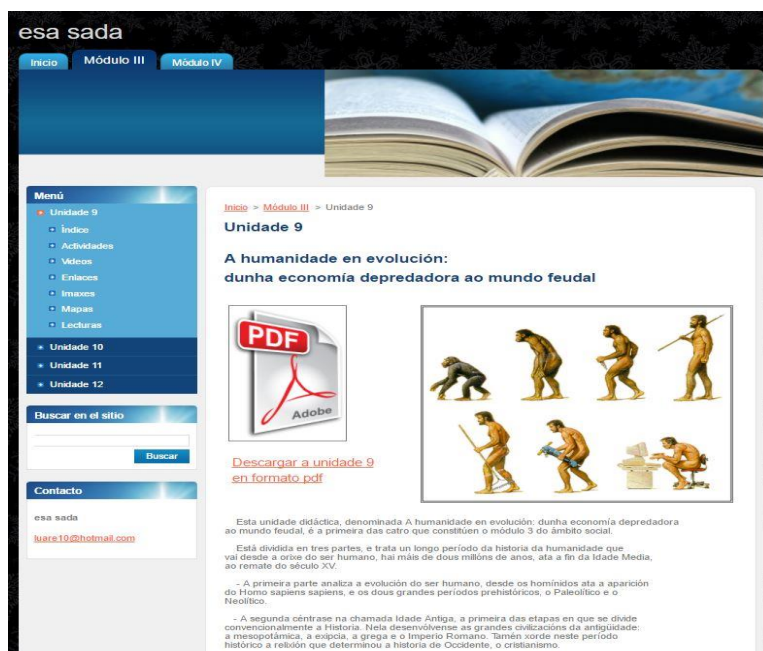 esa sada
Inicio
Módulo III
Módulo IV
Menú
Unidade 9
Índice
Actividades
Vídeos
Enlaces
Imaxes
Mapas
Lecturas
Unidade 10
Unidade 11
Unidade 12
Buscar en el sitio
Buscar
Contacto
esa sada
luare10@hotmail.com
Inicio > Módulo III > Unidade 9
Unidade 9
A humanidade en evolución:
dunha economía depredadora ao mundo feudal
PDF
Adobe
Descargar a unidade 9
en formato pdf
Esta unidade didáctica, denominada A humanidade en evolución: dunha economía depredadora
ao mundo feudal, é a primeira das catro que constitúen o módulo 3 do ámbito social.
Está dividida en tres partes, e trata un longo período da historia da humanidade que
vai desde a orixe do ser humano, hai máis de dous millóns de anos, ata a fin da Idade Media,
ao remate do século XV.
- A primeira parte analiza a evolución do ser humano, desde os homínidos ata a aparición
do Homo sapiens sapiens, e os dous grandes períodos prehistóricos, o Paleolítico e o
Neolítico.
- A segunda céntrase na chamada Idade Antiga, a primeira das etapas en que se divide
convencionalmente a Historia. Nela desenvólvense as grandes civilizacións da antigüidade:
a mesopotámica, a exipcia, a grega e o Imperio Romano. Tamén xorde neste período
histórico a relixión que determinou a historia de Occidente, o cristianismo.